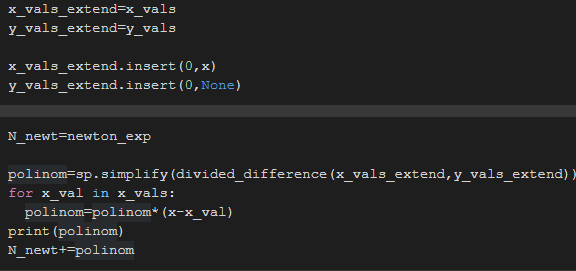 x_vals_extend=x_vals
y_vals_extend=y_vals
x_vals_extend.insert(0,x)
y_vals_extend.insert(0,None)
N_newt=newton_exp
polinom=sp.simplify(divided_difference(x_vals_extend,y_vals_extend))
for x_val in x_vals:
  polinom=polinom*(x-x_val)
print(polinom)
N_newt+=polinom